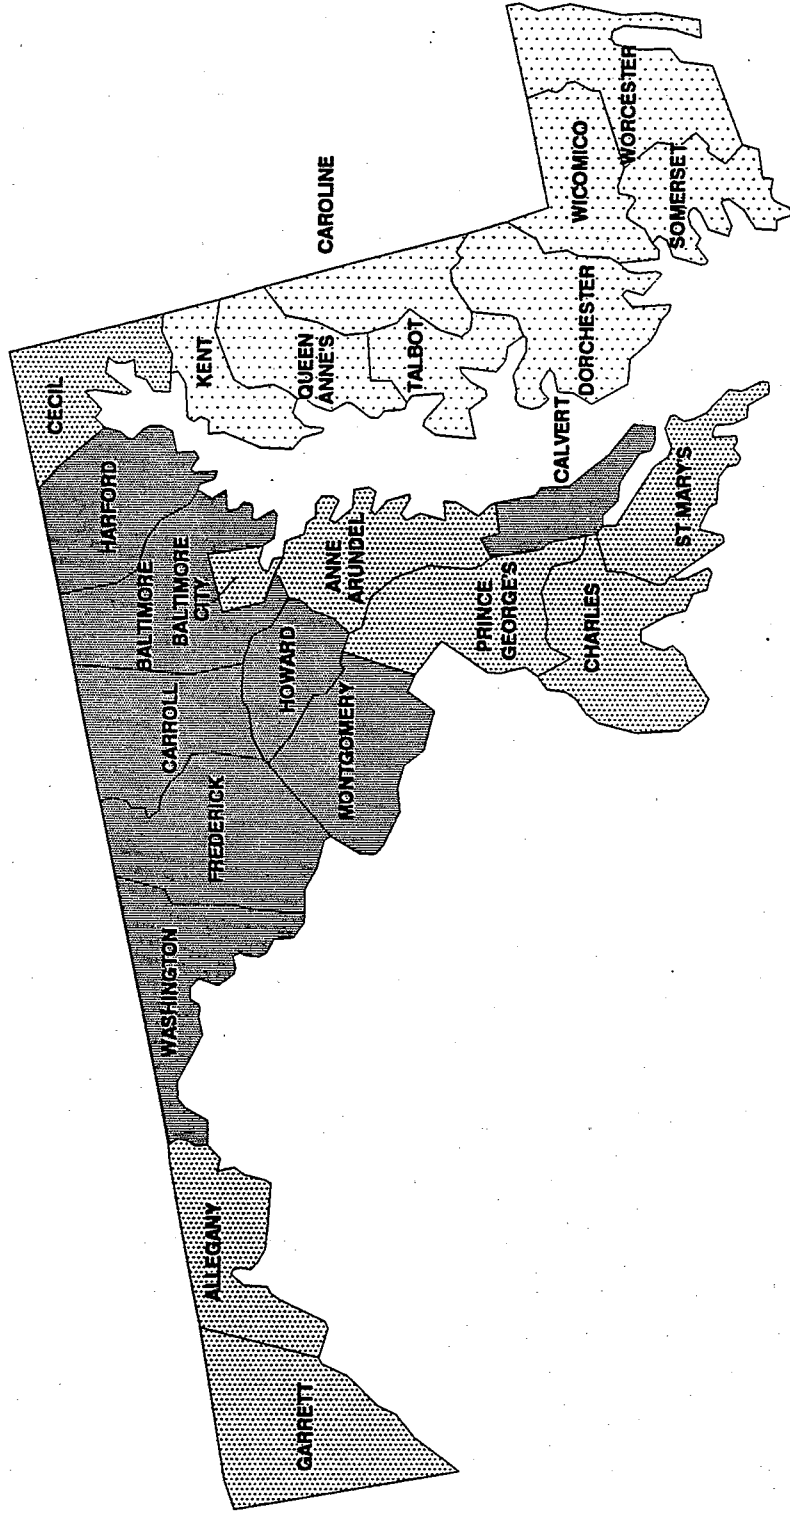 GARRETT
ALLEGANY
WASHINGTON
FREDERICK
CARROLL
BALTIMORE
BALTIMORE
CITY
HARFORD
CECIL
HOWARD
MONTGOMERY
ANNE
ARUNDEL
PRINCE
GEORGE'S
CHARLES
CALVERT
ST MARY'S
KENT
QUEEN
ANNE'S
TALBOT
CAROLINE
DORCHESTER
WICOMICO
WORCESTER
SOMERSET